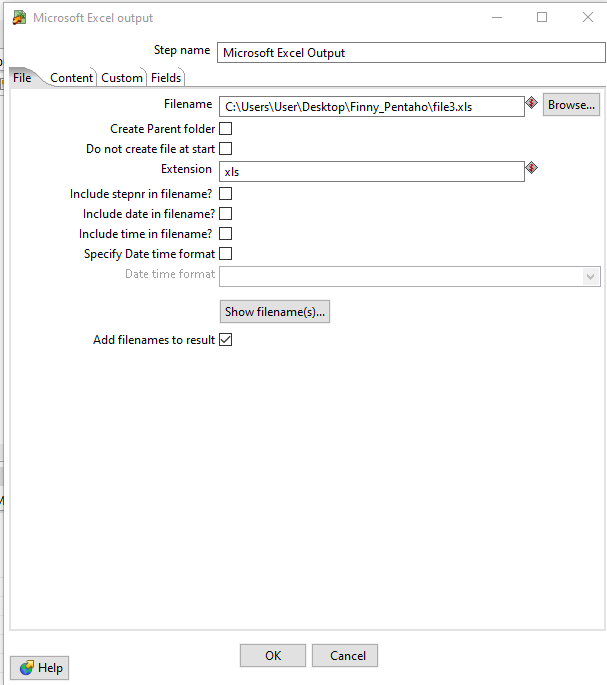 Microsoft Excel output
Step name Microsoft Excel Output
File Content Custom Fields
Filename C:\Users\User\Desktop\Finny_Pentaho\file3.xls Browse...
Create Parent folder
Do not create file at start
Extension xls
Include stepnr in filename?
Include date in filename?
Include time in filename?
Specify Date time format
Date time format
Show filename(s)...
Add filenames to result
OK Cancel
Help